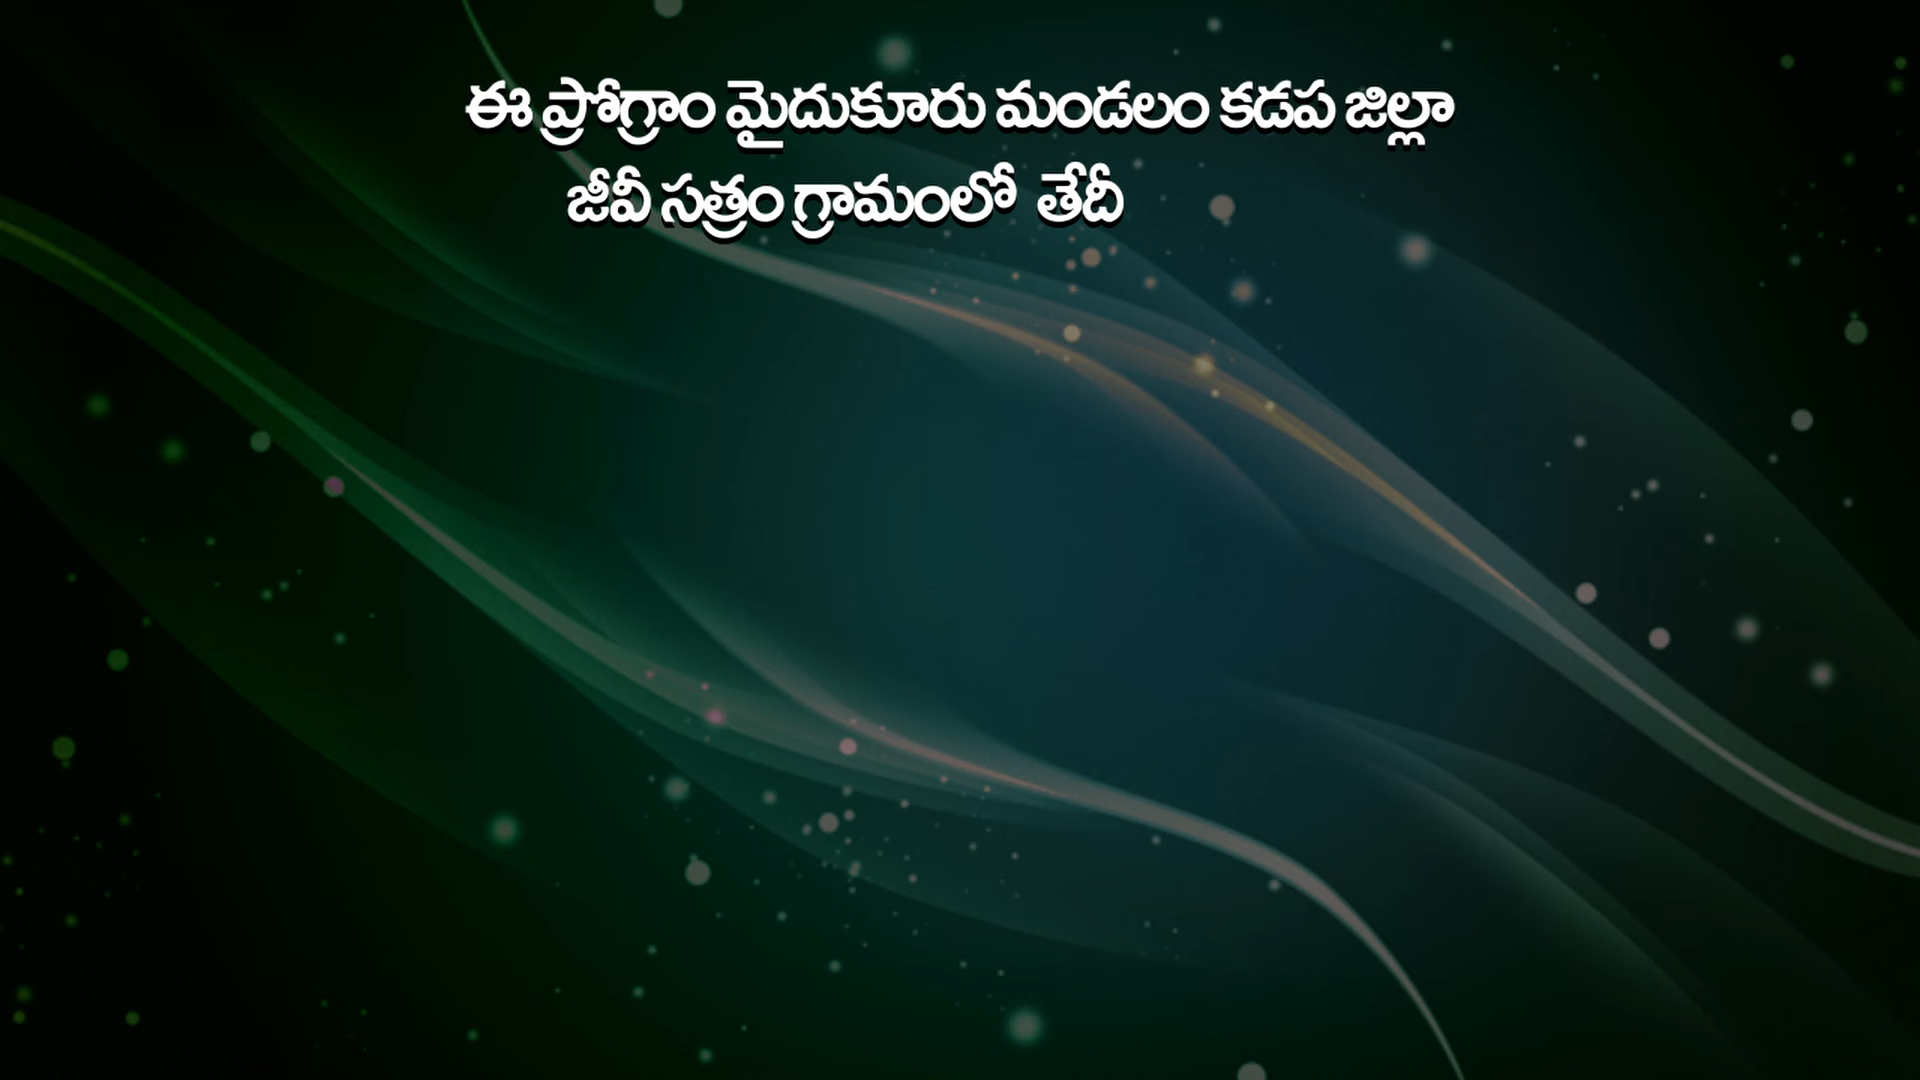 ఈ ప్రోగ్రాం మైదుకూరు మండలం కడప జిల్లా
జీవీ సత్రం గ్రామంలో తేదీ